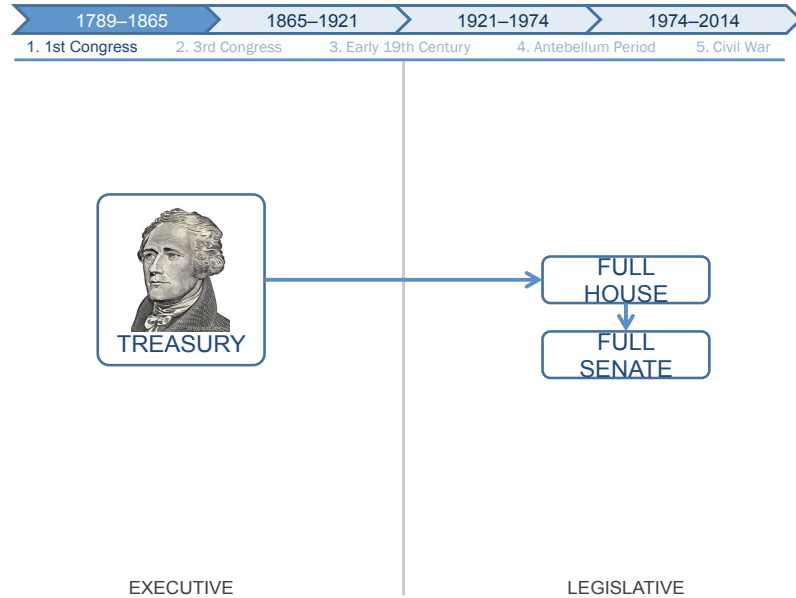 1789–1865
1865–1921
1921–1974
1974–2014
1. 1st Congress
2. 3rd Congress
3. Early 19th Century
4. Antebellum Period
5. Civil War
TREASURY
FULL
HOUSE
FULL
SENATE
EXECUTIVE
LEGISLATIVE